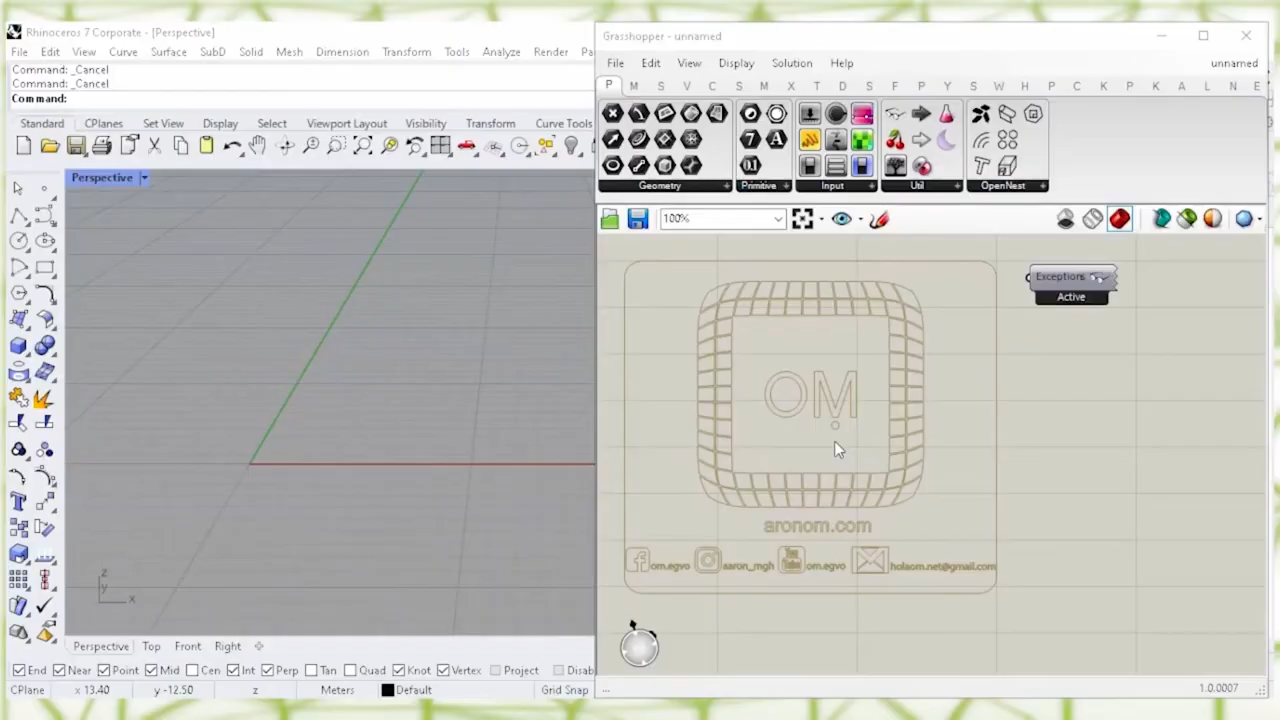 Rhinoceros 7 Corporate - [Perspective]
File Edit View Curve Surface SubD Solid Mesh Dimension Transform Tools Analyze Render
Command: _Cancel
Command: _Cancel
Command:
Standard CPlanes Set View Display Select Viewport Layout Visibility Transform Curve Tools
Perspective
z
y
x
Perspective Top Front Right
End Near Point Mid Cen Int Perp Tan Quad Knot Vertex Project
CPlane x 13.40 y -12.50 z Meters Default Grid Snap
Grasshopper - unnamed
File Edit View Display Solution Help unnamed
P M S V C S M X T D S F P Y S W H P C K P K A L N E
Geometry Primitive Input Util OpenNest
100%
Exceptions
Active
OM
aronom.com
om.egvo aaron_mgh You Tube om.egvo holaom.net@gmail.com
... 1.0.0007